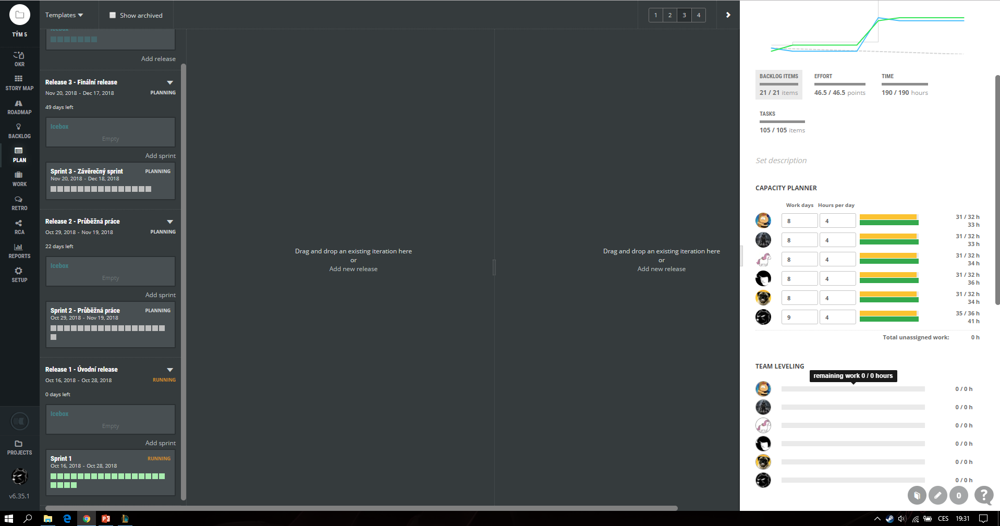 TÝM 5
OKR
STORY MAP
ROADMAP
BACKLOG
PLAN
WORK
RETRO
RCA
REPORTS
SETUP
PROJECTS
v6.35.1
Templates
Show archived
1 2 3 4
Icebox
Add release
Release 3 - Finální release
Nov 20, 2018 - Dec 17, 2018 PLANNING
49 days left
Icebox
Empty
Add sprint
Sprint 3 - Závěrečný sprint PLANNING
Nov 20, 2018 - Dec 18, 2018
Release 2 - Průběžná práce
Oct 29, 2018 - Nov 19, 2018 PLANNING
22 days left
Icebox
Empty
Add sprint
Sprint 2 - Průběžná práce PLANNING
Oct 29, 2018 - Nov 19, 2018
Release 1 - Úvodní release
Oct 16, 2018 - Oct 28, 2018 RUNNING
0 days left
Icebox
Empty
Add sprint
Sprint 1 RUNNING
Oct 16, 2018 - Oct 28, 2018
Drag and drop an existing iteration here
or
Add new release
Drag and drop an existing iteration here
or
Add new release
BACKLOG ITEMS EFFORT TIME
21 / 21 items 46.5 / 46.5 points 190 / 190 hours
TASKS
105 / 105 items
Set description
CAPACITY PLANNER
Work days Hours per day
8 4 31 / 32 h
33 h
8 4 31 / 32 h
33 h
8 4 31 / 32 h
34 h
8 4 31 / 32 h
36 h
8 4 31 / 32 h
34 h
9 4 35 / 36 h
41 h
Total unassigned work: 0 h
TEAM LEVELING
remaining work 0 / 0 hours
0 / 0 h
0 / 0 h
0 / 0 h
0 / 0 h
0 / 0 h
0 / 0 h
0 ?
CES 19:31